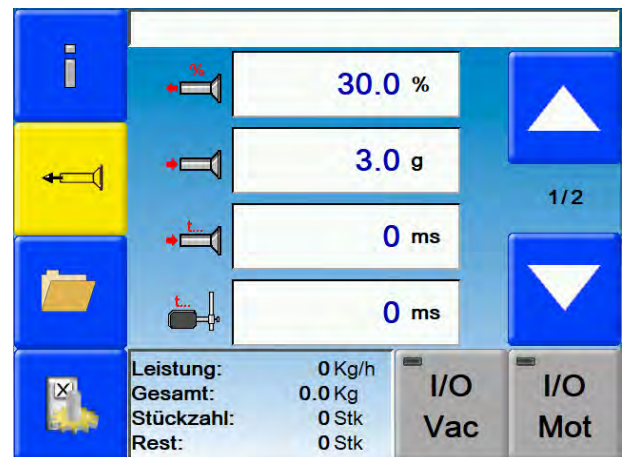 %
30.0 %
3.0 g
1/2
t...
0 ms
t...
0 ms
Leistung: 0 Kg/h
Gesamt: 0.0 Kg
Stückzahl: 0 Stk
Rest: 0 Stk
I/O
Vac
I/O
Mot